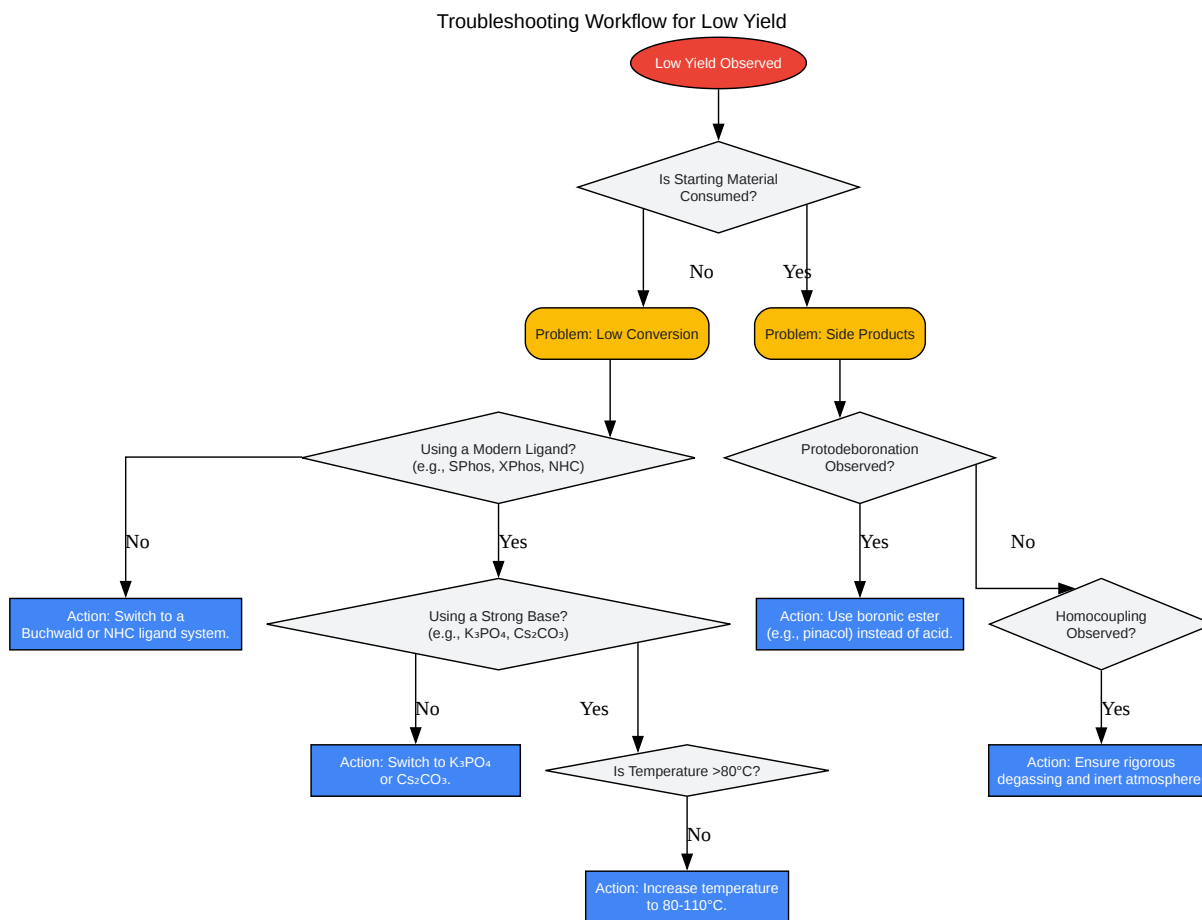 Troubleshooting Workflow for Low Yield
Low Yield Observed
Is Starting Material
Consumed?
No
Yes
Problem: Low Conversion
Problem: Side Products
Using a Modern Ligand?
(e.g., SPhos, XPhos, NHC)
Protodeboronation
Observed?
No
Yes
Yes
No
Action: Switch to a
Buchwald or NHC ligand system.
Using a Strong Base?
(e.g., K₃PO₄, Cs₂CO₃)
Action: Use boronic ester
(e.g., pinacol) instead of acid.
Homocoupling
Observed?
No
Yes
Yes
Action: Switch to K₃PO₄
or Cs₂CO₃.
Is Temperature >80°C?
Action: Ensure rigorous
degassing and inert atmosphere.
No
Action: Increase temperature
to 80-110°C.